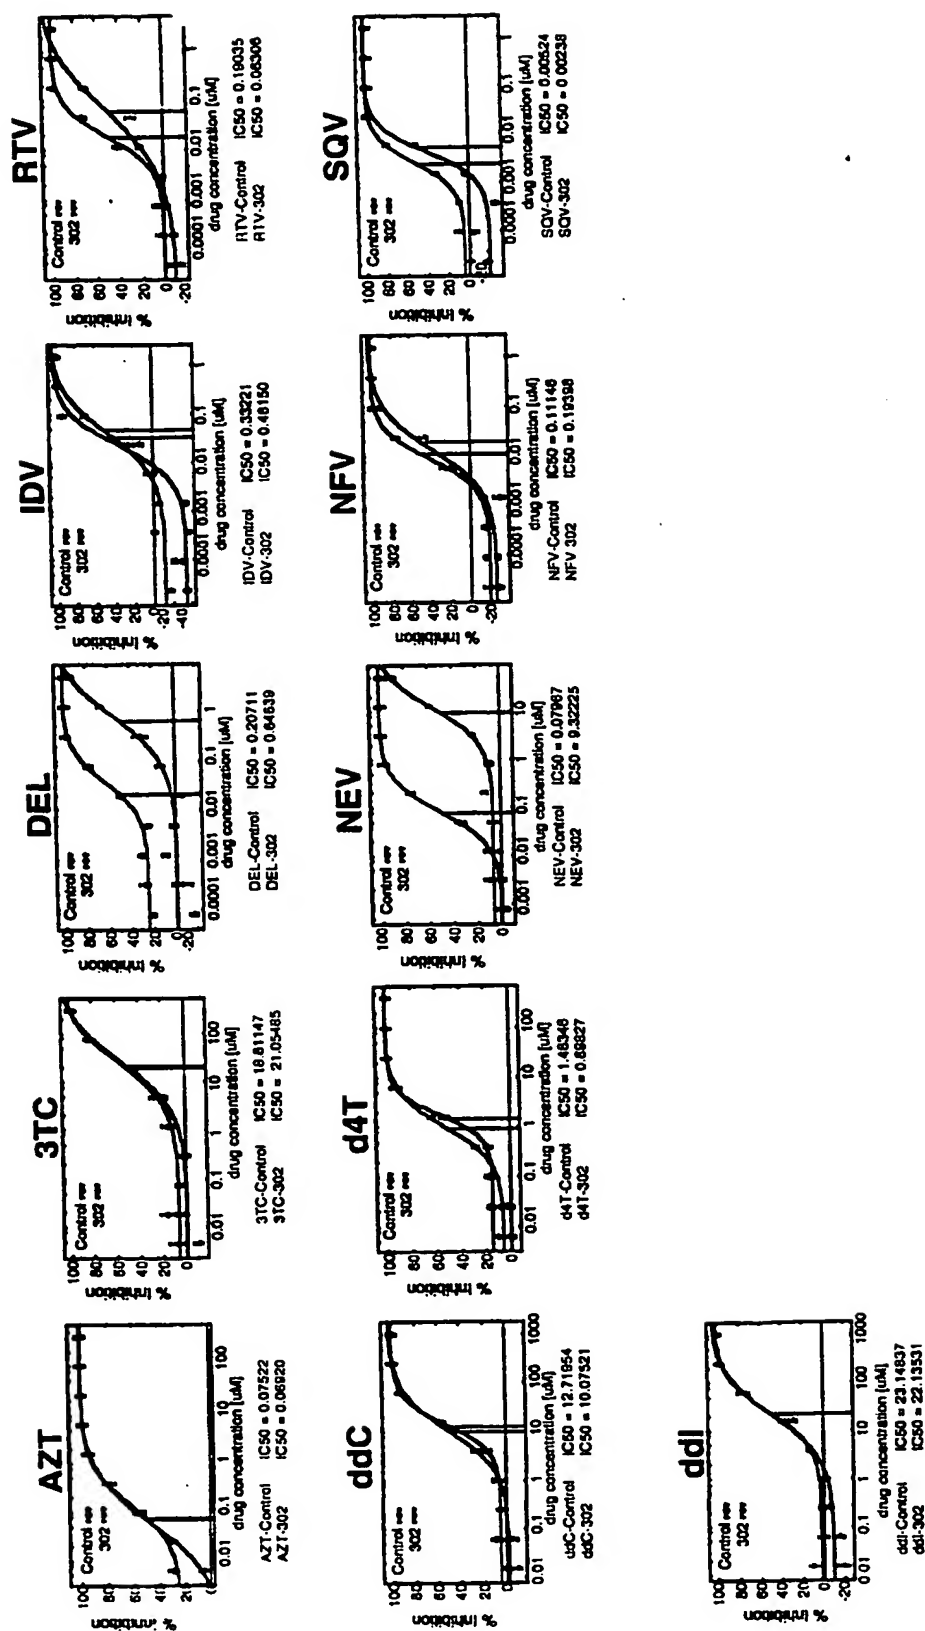 AZT
% Inhibition
100
80
60
40
Control
302
0.01 0.1 1 10 100
drug concentration [uM]
AZT-Control IC50 = 0.07522
AZT-302 IC50 = 0.06920
3TC
% Inhibition
100
80
60
40
20
0
Control
302
0.01 0.1 1 10 100
drug concentration [uM]
3TC-Control IC50 = 18.81147
3TC-302 IC50 = 21.05485
DEL
% Inhibition
100
80
60
40
20
0
-20
Control
302
0.0001 0.001 0.01 0.1 1
drug concentration [uM]
DEL-Control IC50 = 0.20711
DEL-302 IC50 = 0.64639
IDV
% Inhibition
100
80
60
40
20
0
-20
-40
Control
302
0.0001 0.001 0.01 0.1 1
drug concentration [uM]
IDV-Control IC50 = 0.33221
IDV-302 IC50 = 0.46150
RTV
% Inhibition
100
80
60
40
20
0
-20
Control
302
0.0001 0.001 0.01 0.1 1
drug concentration [uM]
RTV-Control IC50 = 0.19035
RTV-302 IC50 = 0.06306
ddC
% Inhibition
100
80
60
40
20
0
Control
302
0.01 0.1 1 10 100 1000
drug concentration [uM]
ddC-Control IC50 = 12.71954
ddC-302 IC50 = 10.07521
d4T
% Inhibition
100
80
60
40
20
0
Control
302
0.01 0.1 1 10 100
drug concentration [uM]
d4T-Control IC50 = 1.46346
d4T-302 IC50 = 0.69827
NEV
% Inhibition
100
80
60
40
20
0
Control
302
0.001 0.01 0.1 1 10
drug concentration [uM]
NEV-Control IC50 = 0.07967
NEV-302 IC50 = 9.32225
NFV
% Inhibition
100
80
60
40
20
0
-20
Control
302
0.0001 0.001 0.01 0.1 1
drug concentration [uM]
NFV-Control IC50 = 0.11146
NFV 302 IC50 = 0.19398
SQV
% Inhibition
100
80
60
40
20
0
-20
Control
302
0.0001 0.001 0.01 0.1 1
drug concentration [uM]
SQV-Control IC50 = 0.00524
SQV-302 IC50 = 0.00238
ddI
% Inhibition
100
80
60
40
20
0
-20
Control
302
0.01 0.1 1 10 100 1000
drug concentration [uM]
ddI-Control IC50 = 23.14837
ddI-302 IC50 = 22.13531